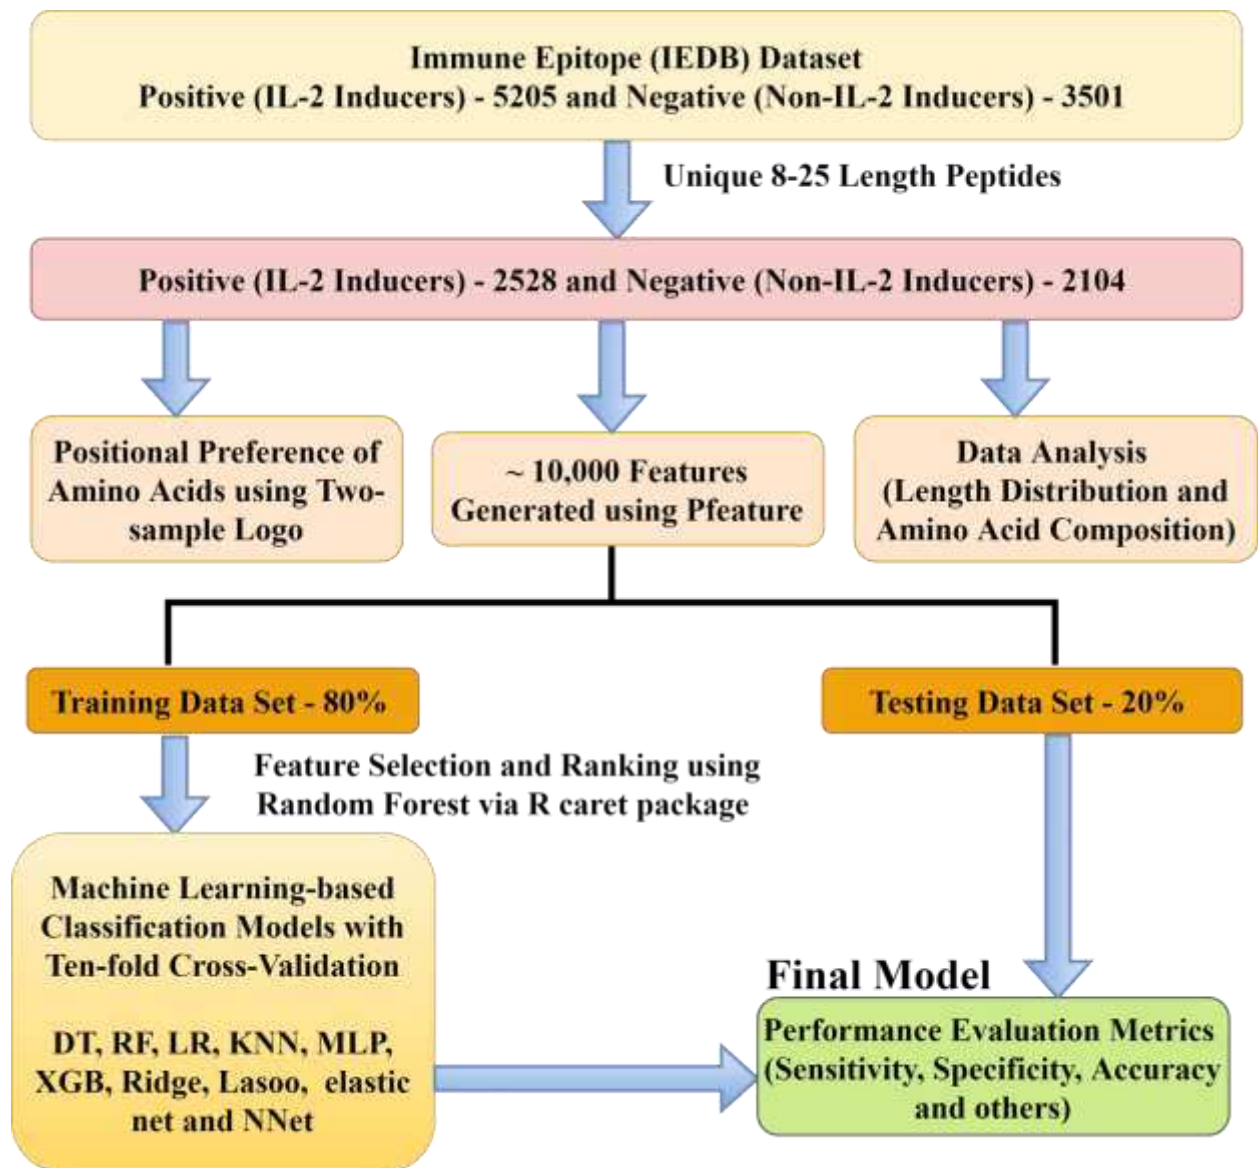 Immune Epitope (IEDB) Dataset
Positive (IL-2 Inducers) - 5205 and Negative (Non-IL-2 Inducers) - 3501
Unique 8-25 Length Peptides
Positive (IL-2 Inducers) - 2528 and Negative (Non-IL-2 Inducers) - 2104
Positional Preference of
Amino Acids using Two-
sample Logo
~ 10,000 Features
Generated using Pfeature
Data Analysis
(Length Distribution and
Amino Acid Composition)
Training Data Set - 80%
Testing Data Set - 20%
Feature Selection and Ranking using
Random Forest via R caret package
Machine Learning-based
Classification Models with
Ten-fold Cross-Validation
DT, RF, LR, KNN, MLP,
XGB, Ridge, Lasoo, elastic
net and NNet
Final Model
Performance Evaluation Metrics
(Sensitivity, Specificity, Accuracy
and others)